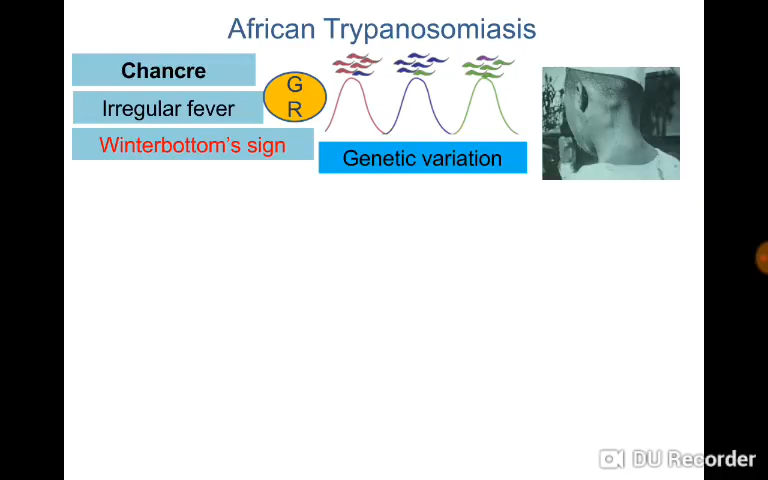 African Trypanosomiasis
Chancre
Irregular fever
Winterbottom's sign
G
R
Genetic variation
DU Recorder